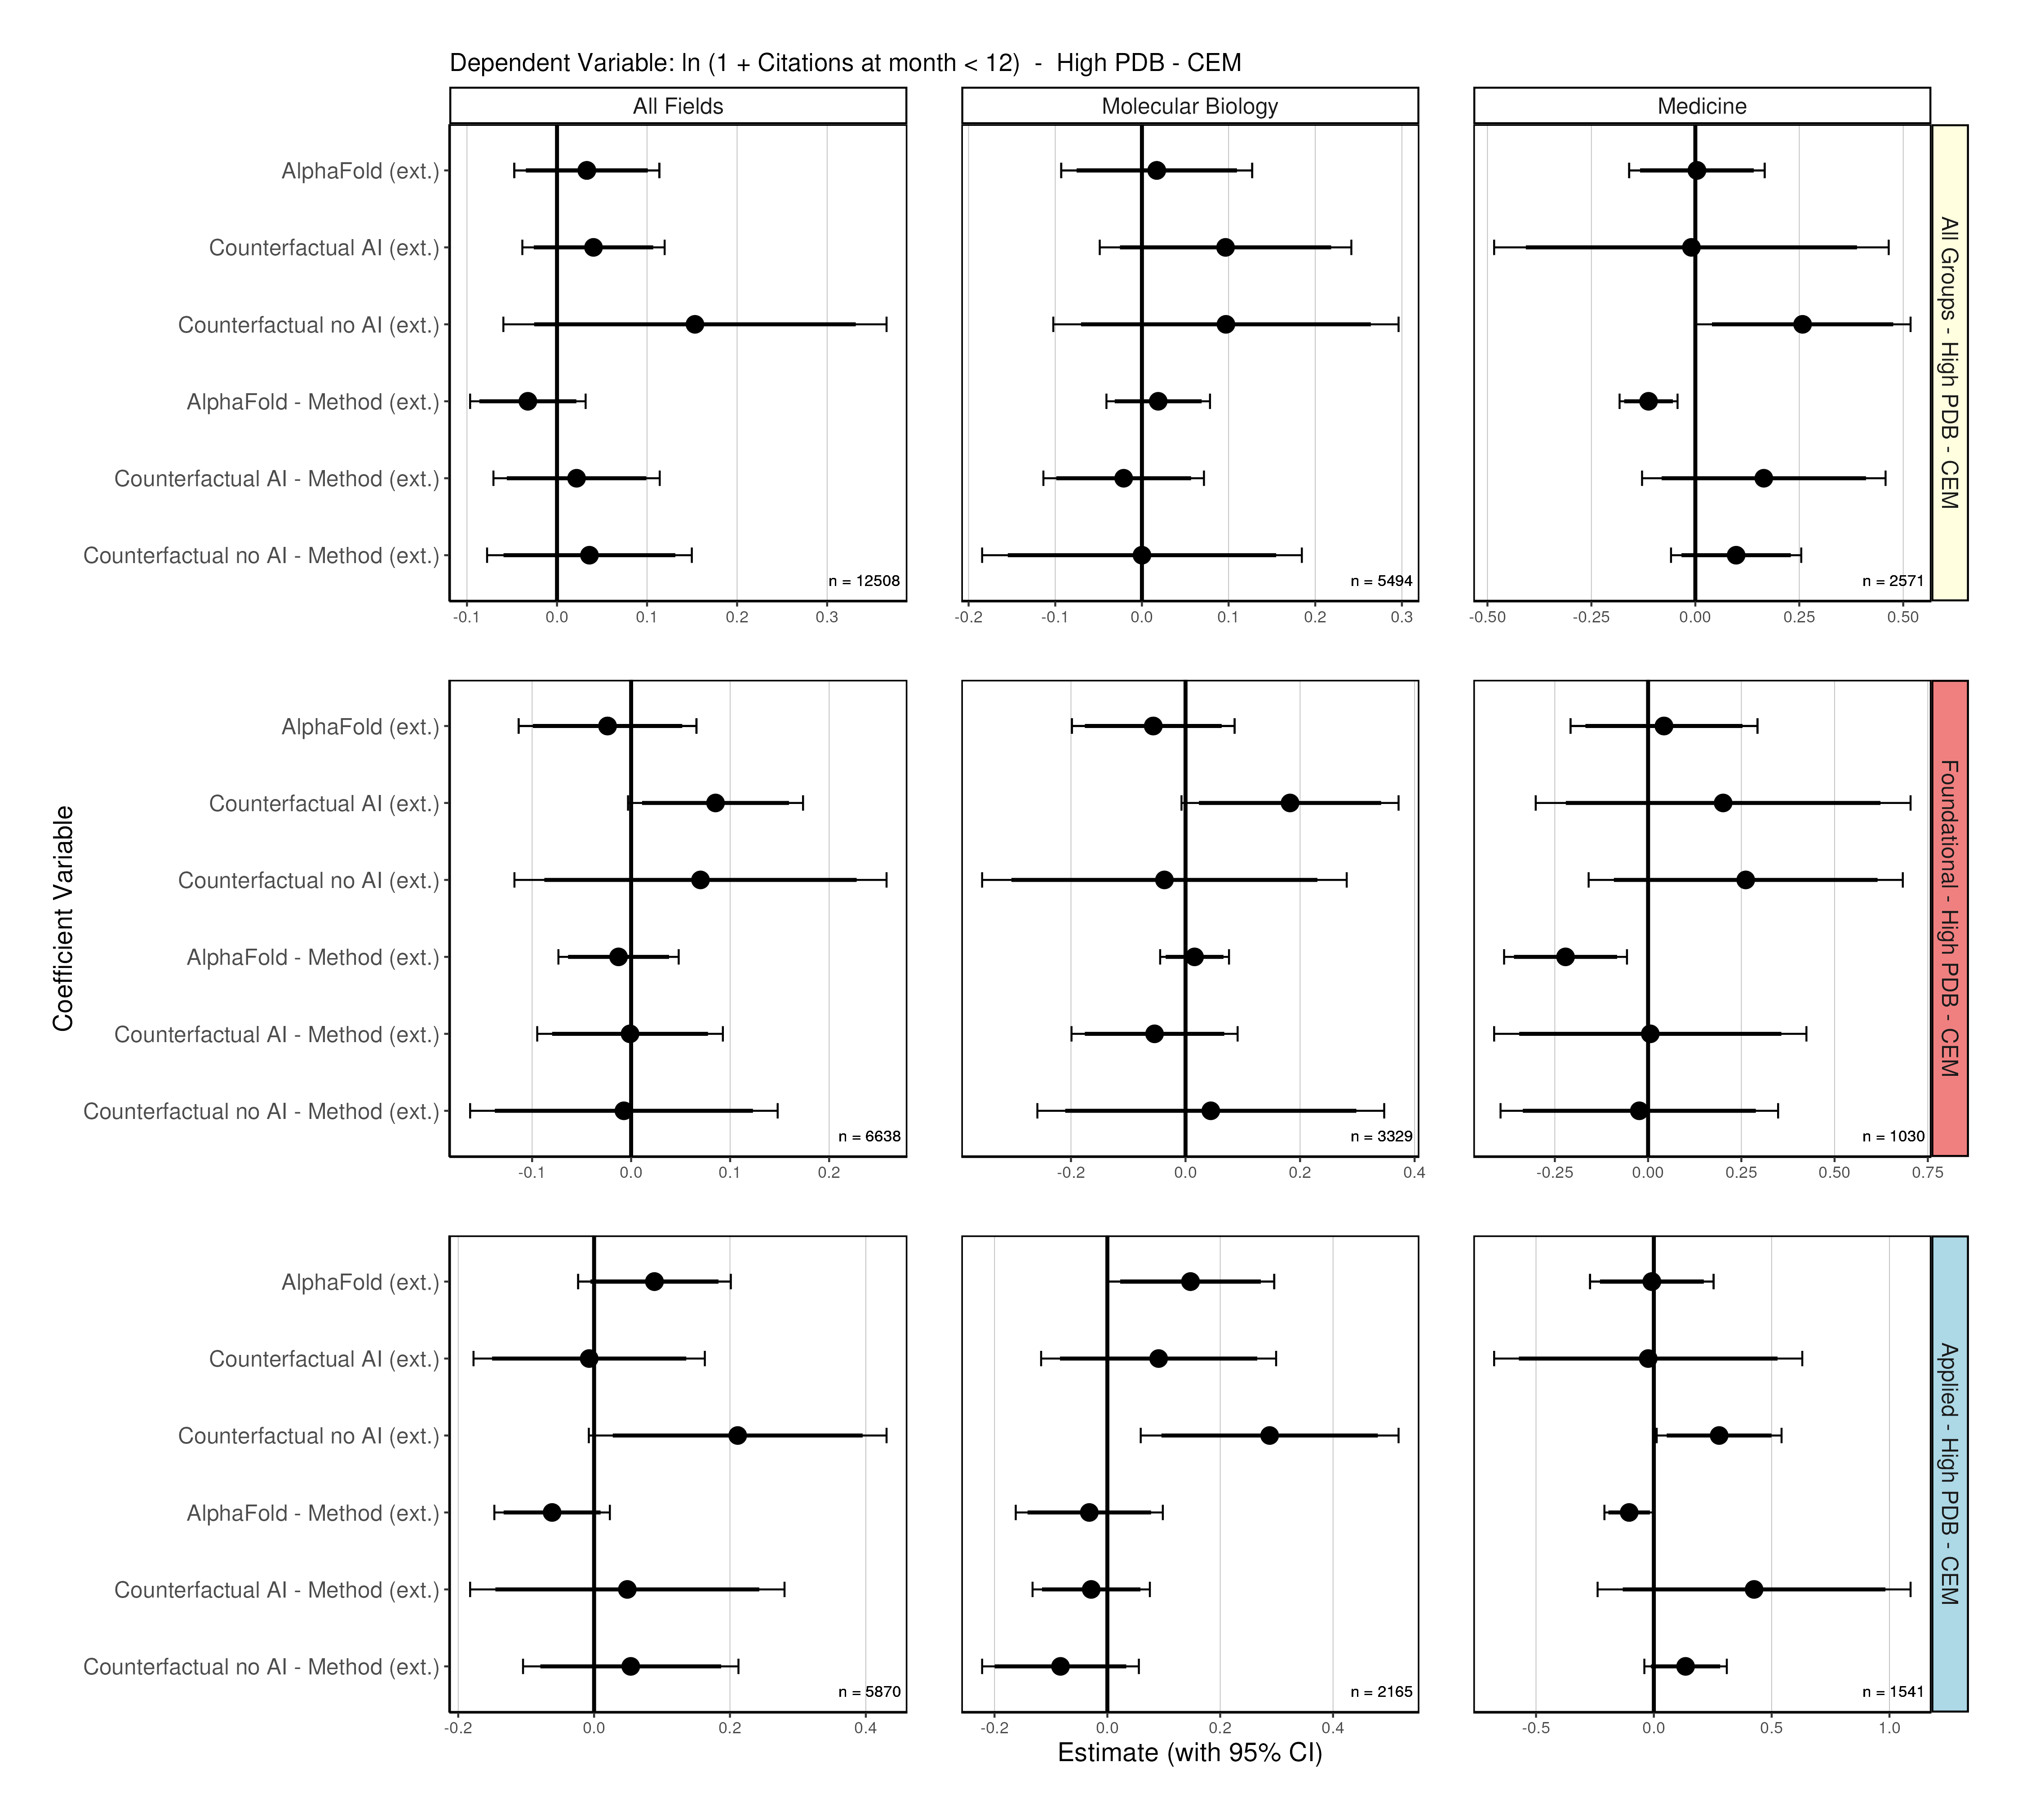 Dependent Variable: ln (1 + Citations at month < 12)  -  High PDB - CEM
All Fields
Molecular Biology
Medicine
AlphaFold (ext.)
Counterfactual AI (ext.)
Counterfactual no AI (ext.)
AlphaFold - Method (ext.)
Counterfactual AI - Method (ext.)
Counterfactual no AI - Method (ext.)
n = 12508
n = 5494
n = 2571
-0.1 0.0 0.1 0.2 0.3
-0.2 -0.1 0.0 0.1 0.2 0.3
-0.50 -0.25 0.00 0.25 0.50
All Groups - High PDB - CEM
Coefficient Variable
AlphaFold (ext.)
Counterfactual AI (ext.)
Counterfactual no AI (ext.)
AlphaFold - Method (ext.)
Counterfactual AI - Method (ext.)
Counterfactual no AI - Method (ext.)
n = 6638
n = 3329
n = 1030
-0.1 0.0 0.1 0.2
-0.2 0.0 0.2 0.4
-0.25 0.00 0.25 0.50 0.75
Foundational - High PDB - CEM
AlphaFold (ext.)
Counterfactual AI (ext.)
Counterfactual no AI (ext.)
AlphaFold - Method (ext.)
Counterfactual AI - Method (ext.)
Counterfactual no AI - Method (ext.)
n = 5870
n = 2165
n = 1541
-0.2 0.0 0.2 0.4
-0.2 0.0 0.2 0.4
-0.5 0.0 0.5 1.0
Applied - High PDB - CEM
Estimate (with 95% CI)